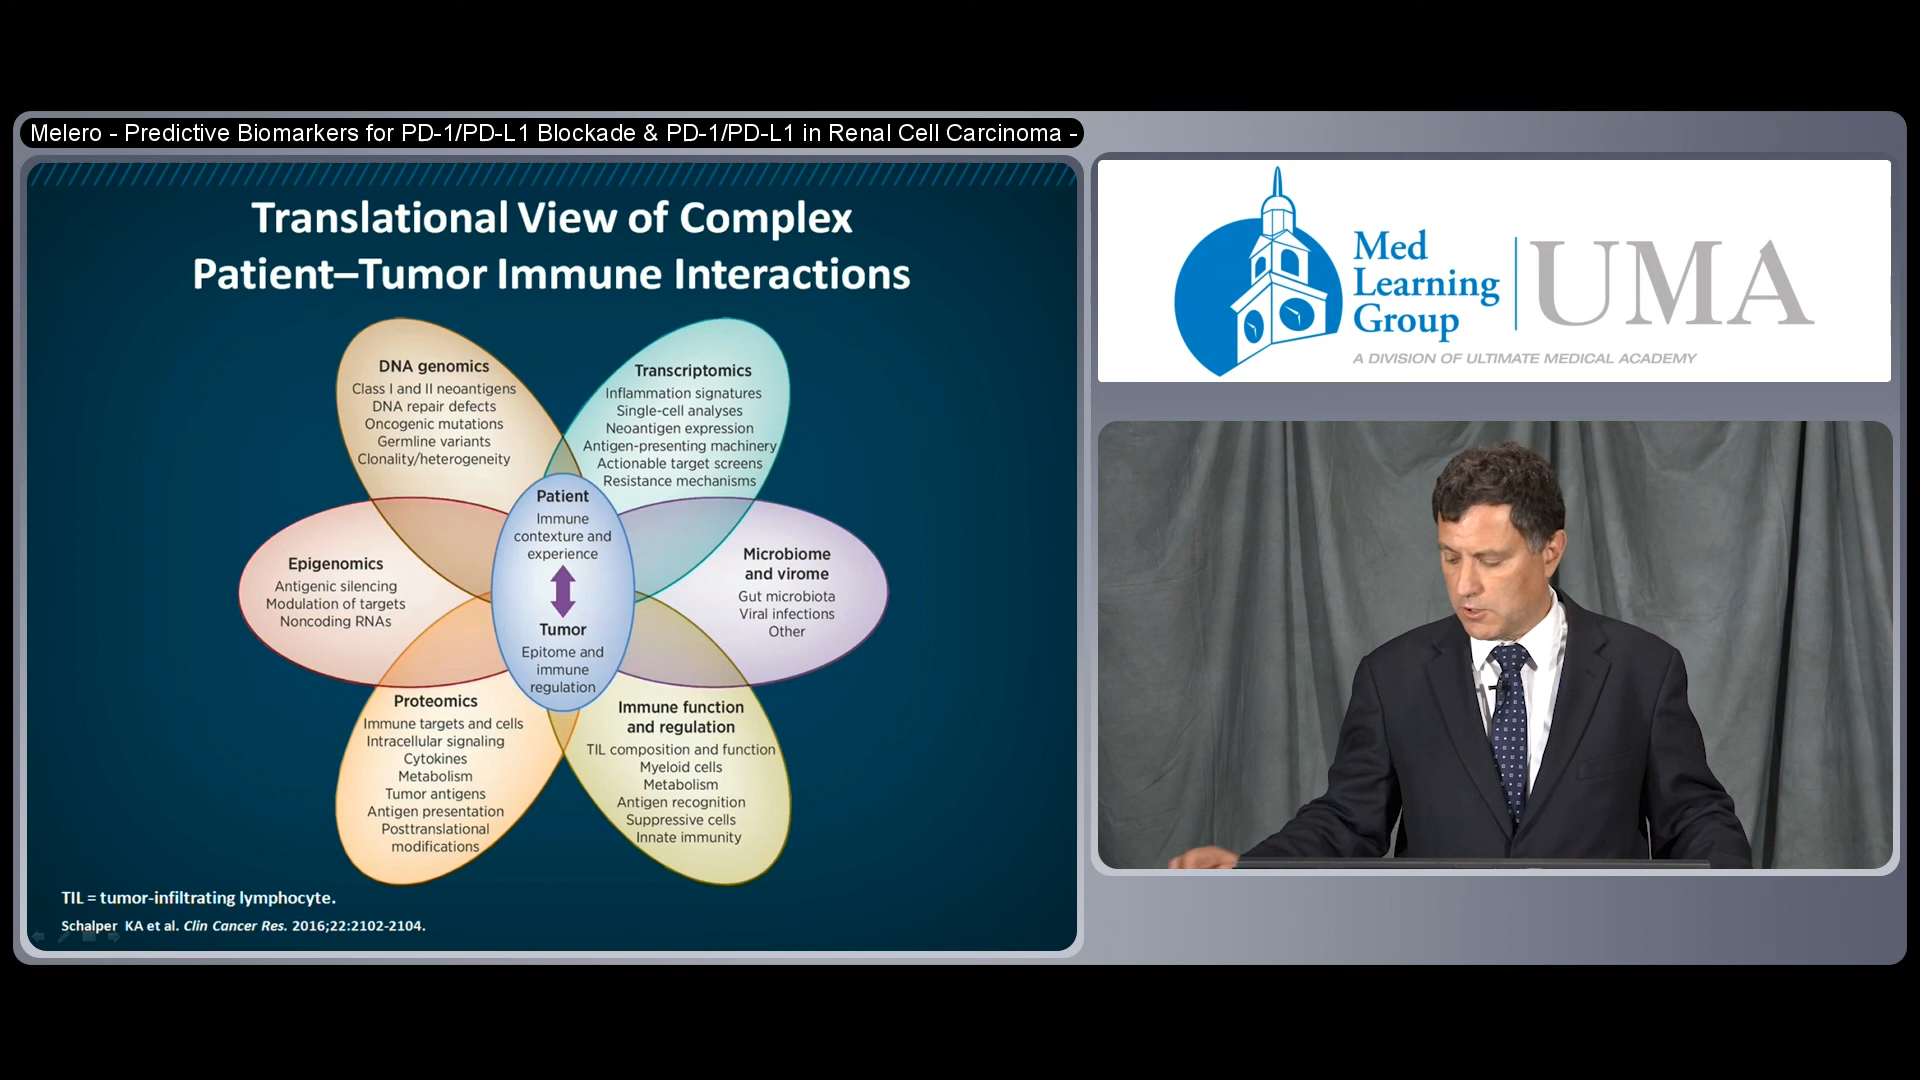 Melero - Predictive Biomarkers for PD-1/PD-L1 Blockade & PD-1/PD-L1 in Renal Cell Carcinoma -
Translational View of Complex
Patient–Tumor Immune Interactions
DNA genomics
Class I and II neoantigens
DNA repair defects
Oncogenic mutations
Germline variants
Clonality/heterogeneity
Transcriptomics
Inflammation signatures
Single-cell analyses
Neoantigen expression
Antigen-presenting machinery
Actionable target screens
Resistance mechanisms
Epigenomics
Antigenic silencing
Modulation of targets
Noncoding RNAs
Patient
Immune
contexture and
experience
Tumor
Epitome and
immune
regulation
Microbiome
and virome
Gut microbiota
Viral infections
Other
Proteomics
Immune targets and cells
Intracellular signaling
Cytokines
Metabolism
Tumor antigens
Antigen presentation
Posttranslational
modifications
Immune function
and regulation
TIL composition and function
Myeloid cells
Metabolism
Antigen recognition
Suppressive cells
Innate immunity
TIL = tumor-infiltrating lymphocyte.
Schalper KA et al. Clin Cancer Res. 2016;22:2102-2104.
Med
Learning
Group
UMA
A DIVISION OF ULTIMATE MEDICAL ACADEMY